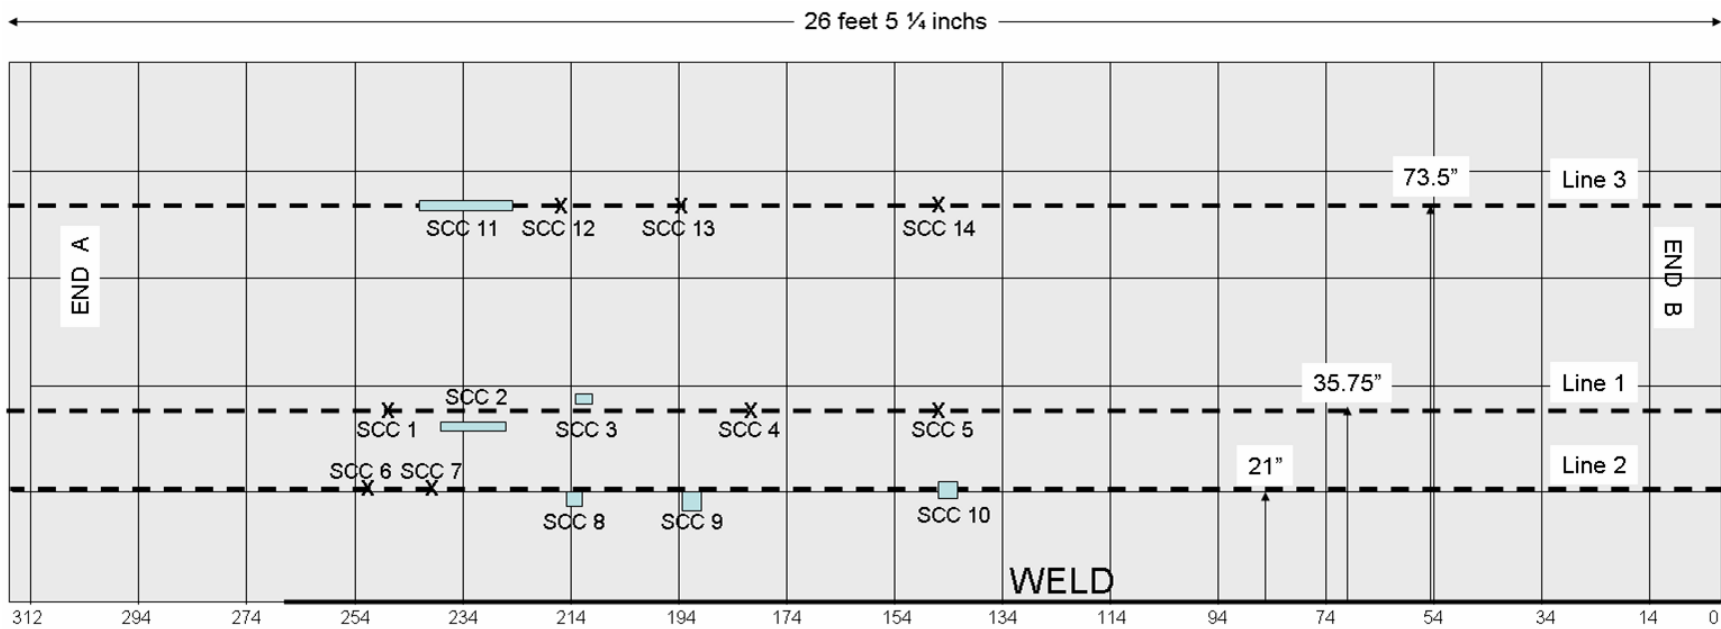 26 feet 5 ¼ inchs
73.5”
Line 3
SCC 11
SCC 12
SCC 13
SCC 14
END A
END B
35.75”
Line 1
SCC 2
SCC 1
SCC 3
SCC 4
SCC 5
21”
Line 2
SCC 6
SCC 7
SCC 8
SCC 9
SCC 10
WELD
312 294 274 254 234 214 194 174 154 134 114 94 74 54 34 14 0